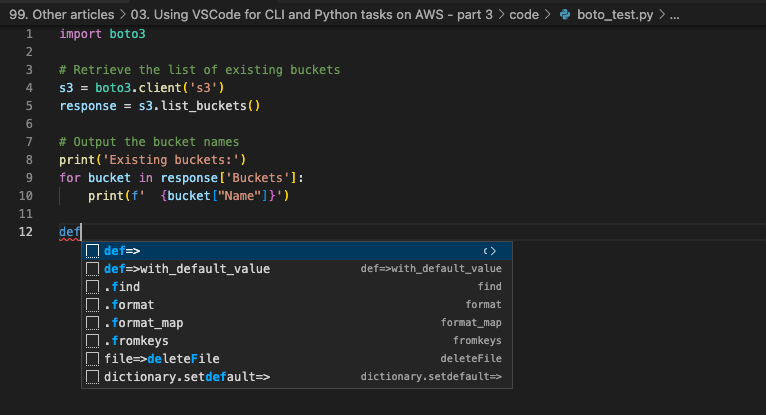 99. Other articles > 03. Using VSCode for CLI and Python tasks on AWS - part 3 > code > boto_test.py > ...
1 import boto3
2
3 # Retrieve the list of existing buckets
4 s3 = boto3.client('s3')
5 response = s3.list_buckets()
6
7 # Output the bucket names
8 print('Existing buckets:')
9 for bucket in response['Buckets']:
10     print(f'  {bucket["Name"]}')
11
12 def
def=> <>
def=>with_default_value def=>with_default_value
.find find
.format format
.format_map format_map
.fromkeys fromkeys
file=>deleteFile deleteFile
dictionary.setdefault=> dictionary.setdefault=>